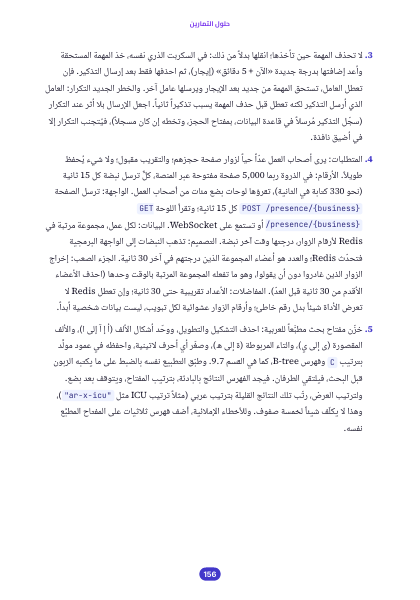 حلول التمارين
3. لا تحذف المهمة حين تأخذها؛ انقلها بدلاً من ذلك: في السكربت الذري نفسه، خذ المهمة المستحقة
وأعد إضافتها بدرجة جديدة «الآن + 5 دقائق» (إيجار)، ثم احذفها فقط بعد إرسال التذكير. فإن
تعطل العامل، تستحق المهمة من جديد بعد الإيجار ويرسلها عامل آخر. والخطر الجديد التكرار: العامل
الذي أرسل التذكير لكنه تعطل قبل حذف المهمة يسبب تذكيراً ثانياً. اجعل الإرسال بلا أثر عند التكرار
(سجّل التذكير مُرسلاً في قاعدة البيانات، بمفتاح الحجز، وتخطه إن كان مسجلاً)، فيُتجنب التكرار إلا
في أضيق نافذة.
4. المتطلبات: يرى أصحاب العمل عدّاً حياً لزوار صفحة حجزهم؛ والتقريب مقبول؛ ولا شيء يُحفظ
طويلاً. الأرقام: في الذروة ربما 5,000 صفحة مفتوحة عبر المنصة، كلٌّ ترسل نبضة كل 15 ثانية
(نحو 330 كتابة في الثانية)، تقرؤها لوحات بضع مئات من أصحاب العمل. الواجهة: ترسل الصفحة
POST /presence/{business} كل 15 ثانية؛ وتقرأ اللوحة GET
/presence/{business} أو تستمع على WebSocket. البيانات: لكل عمل، مجموعة مرتبة في
Redis لأرقام الزوار، درجتها وقت آخر نبضة. التصميم: تذهب النبضات إلى الواجهة البرمجية
فتحدّث Redis؛ والعدد هو أعضاء المجموعة الذين درجتهم في آخر 30 ثانية. الجزء الصعب: إخراج
الزوار الذين غادروا دون أن يقولوا، وهو ما تفعله المجموعة المرتبة بالوقت وحدها (احذف الأعضاء
الأقدم من 30 ثانية قبل العدّ). المفاضلات: الأعداد تقريبية حتى 30 ثانية؛ وإن تعطل Redis لا
تعرض الأداة شيئاً بدل رقم خاطئ؛ وأرقام الزوار عشوائية لكل تبويب، ليست بيانات شخصية أبداً.
5. خزّن مفتاح بحث مطبَّعاً للعربية: احذف التشكيل والتطويل، ووحّد أشكال الألف (أ إ آ إلى ا)، والألف
المقصورة (ى إلى ي)، والتاء المربوطة (ة إلى ه)، وصغّر أي أحرف لاتينية، واحفظه في عمود مولَّد
بترتيب C وفهرس B-tree، كما في القسم 9.7. وطبّق التطبيع نفسه بالضبط على ما يكتبه الزبون
قبل البحث، فيلتقي الطرفان. فيجد الفهرس النتائج بالبادئة، بترتيب المفتاح، ويتوقف بعد بضع.
ولترتيب العرض، رتّب تلك النتائج القليلة بترتيب عربي (مثلاً ترتيب ICU مثل "ar-x-icu")،
وهذا لا يكلّف شيئاً لخمسة صفوف. وللأخطاء الإملائية، أضف فهرس ثلاثيات على المفتاح المطبَّع
نفسه.
156